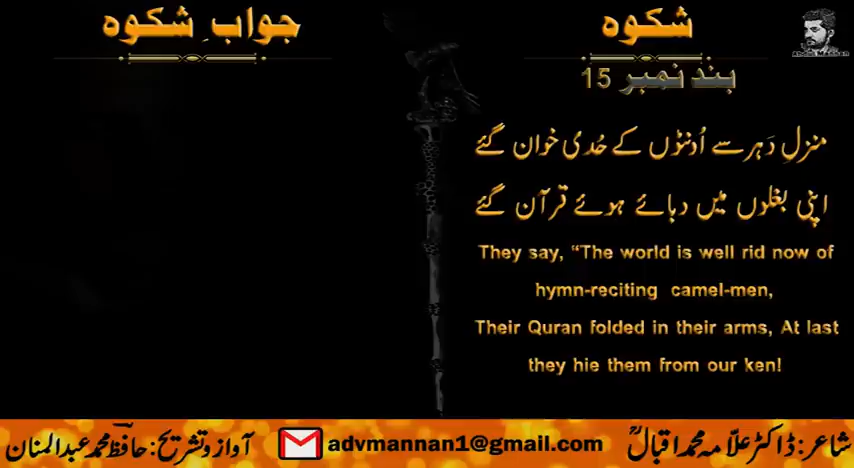 شکوہ
جوابِ شکوہ
بند نمبر 15
منزلِ دَہر سے اُونٹوں کے حُدی خوان گئے
اپنی بغلوں میں دبائے ہوئے قرآن گئے
They say, “The world is well rid now of
hymn-reciting camel-men,
Their Quran folded in their arms, At last
they hie them from our ken!
شاعر: ڈاکٹر علّامہ محمد اقبالؒ
advmannan1@gmail.com
آواز و تشریح: حافظ محمد عبدالمنان